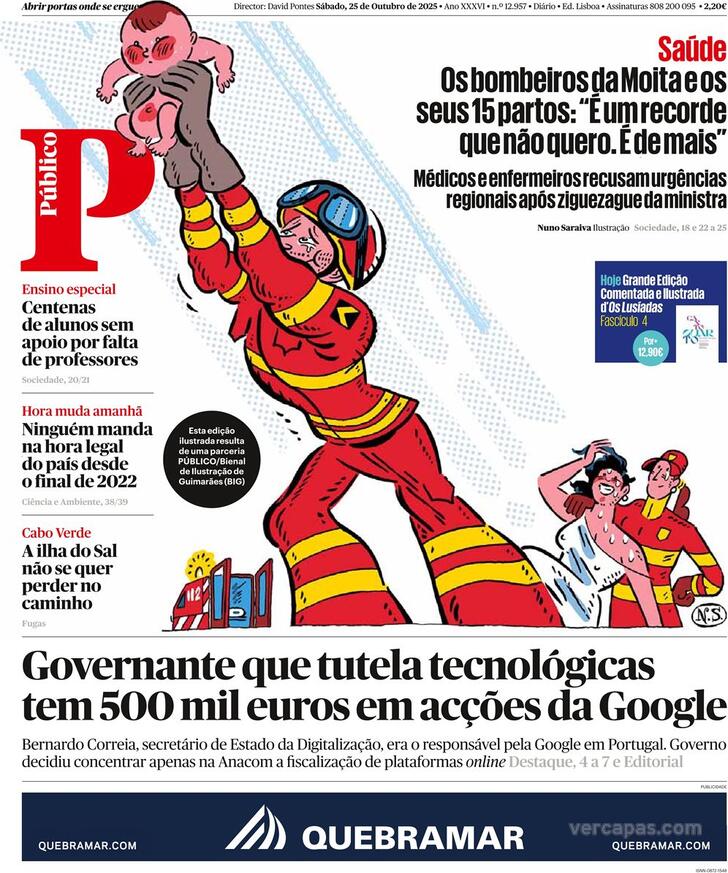 Abrir portas onde se ergue
Director: David Pontes Sábado, 25 de Outubro de 2025 • Ano XXXVI • n.º 12.957 • Diário • Ed. Lisboa • Assinaturas 808 200 095 • 2,20€
Saúde
Os bombeiros da Moita e os
seus 15 partos: “É um recorde
que não quero. É de mais”
Médicos e enfermeiros recusam urgências
regionais após ziguezague da ministra
Nuno Saraiva Ilustração Sociedade, 18 e 22 a 25
Público
P
Hoje Grande Edição
Comentada e Ilustrada
d’Os Lusíadas
Fascículo 4
Por +
12,90€
Ensino especial
Centenas
de alunos sem
apoio por falta
de professores
Sociedade, 20/21
Hora muda amanhã
Ninguém manda
na hora legal
do país desde
o final de 2022
Ciência e Ambiente, 38/39
Cabo Verde
A ilha do Sal
não se quer
perder no
caminho
Fugas
Esta edição
ilustrada resulta
de uma parceria
PÚBLICO/Bienal
de Ilustração de
Guimarães (BIG)
112
N.S.
Governante que tutela tecnológicas
tem 500 mil euros em acções da Google
Bernardo Correia, secretário de Estado da Digitalização, era o responsável pela Google em Portugal. Governo
decidiu concentrar apenas na Anacom a fiscalização de plataformas online Destaque, 4 a 7 e Editorial
PUBLICIDADE
QUEBRAMAR.COM
QUEBRAMAR
vercapas.com
QUEBRAMAR.COM